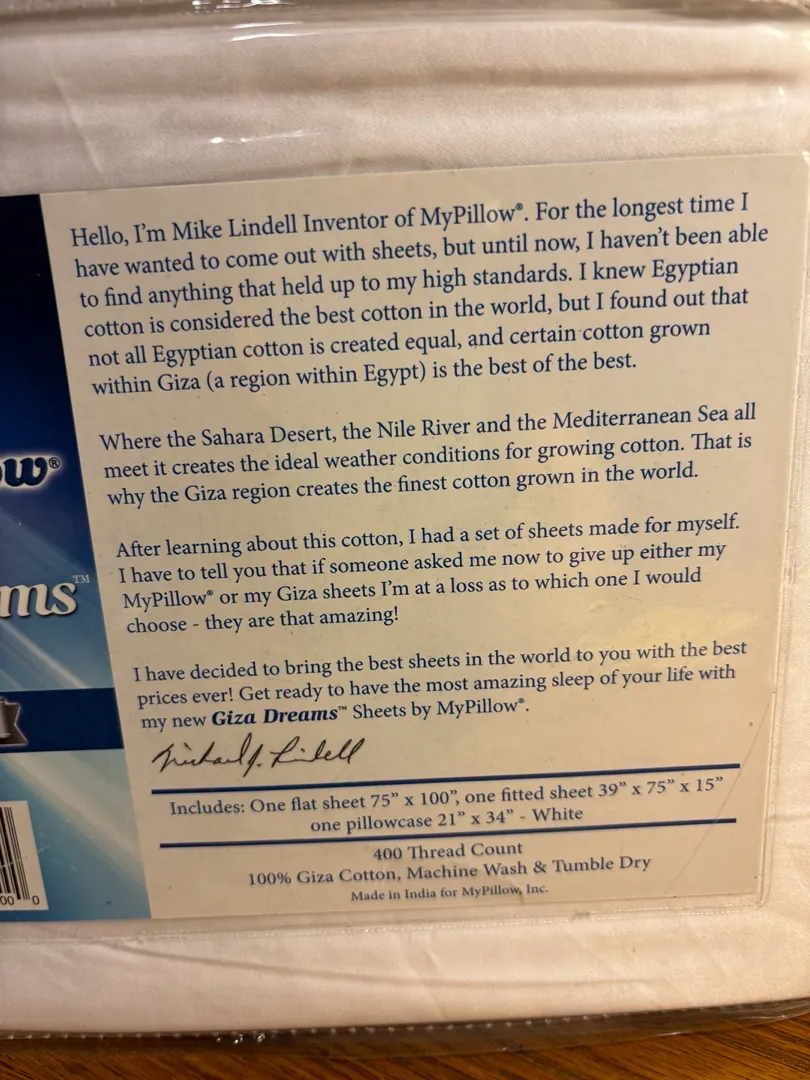 Hello, I'm Mike Lindell Inventor of MyPillow®. For the longest time I
have wanted to come out with sheets, but until now, I haven't been able
to find anything that held up to my high standards. I knew Egyptian
cotton is considered the best cotton in the world, but I found out that
not all Egyptian cotton is created equal, and certain cotton grown
within Giza (a region within Egypt) is the best of the best.
Where the Sahara Desert, the Nile River and the Mediterranean Sea all
meet it creates the ideal weather conditions for growing cotton. That is
why the Giza region creates the finest cotton grown in the world.
After learning about this cotton, I had a set of sheets made for myself.
I have to tell you that if someone asked me now to give up either my
MyPillow® or my Giza sheets I'm at a loss as to which one I would
choose - they are that amazing!
I have decided to bring the best sheets in the world to you with the best
prices ever! Get ready to have the most amazing sleep of your life with
my new Giza Dreams™ Sheets by MyPillow®.
Michael J. Lindell
Includes: One flat sheet 75” x 100”, one fitted sheet 39” x 75” x 15”
one pillowcase 21” x 34” - White
400 Thread Count
100% Giza Cotton, Machine Wash & Tumble Dry
Made in India for MyPillow, Inc.
ow®
ms™
00 0